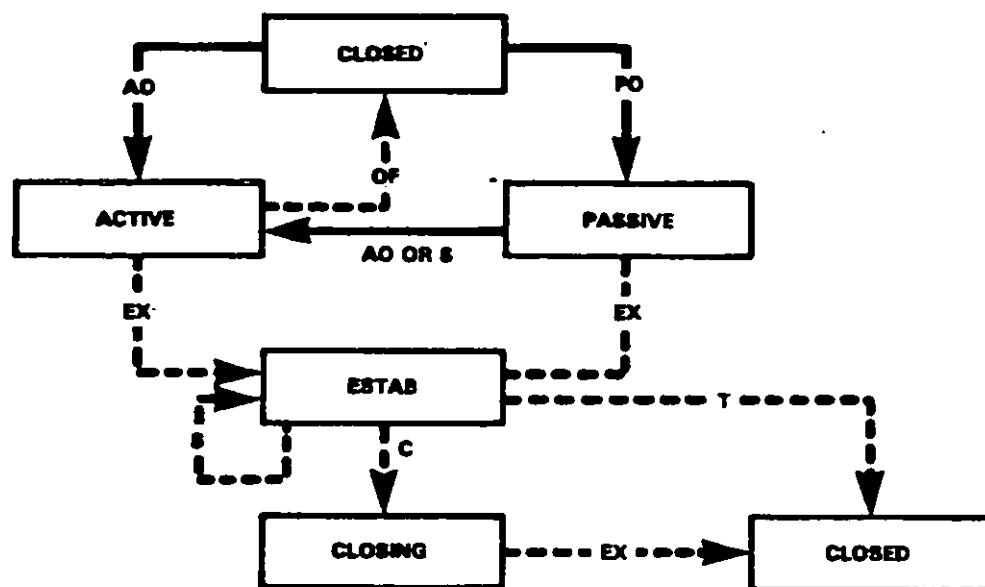 CLOSED
AO
PO
OF
ACTIVE
PASSIVE
AO OR S
EX
EX
ESTAB
T
S
C
CLOSING
EX
CLOSED